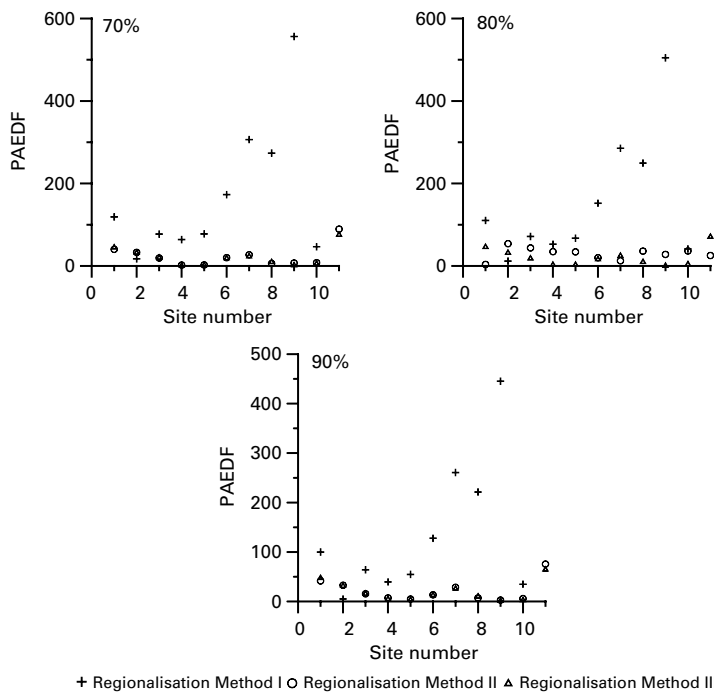 70%
600
400
200
0
PAEDF
0 2 4 6 8 10
Site number
80%
600
400
200
0
PAEDF
0 2 4 6 8 10
Site number
90%
500
400
300
200
100
0
PAEDF
0 2 4 6 8 10
Site number
+ Regionalisation Method I ○ Regionalisation Method II ▵ Regionalisation Method II